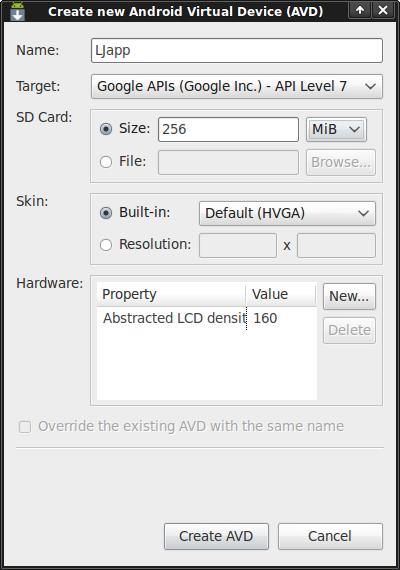 Create new Android Virtual Device (AVD)
Name: LJapp
Target: Google APIs (Google Inc.) - API Level 7
SD Card:
Size: 256 MiB
File: Browse...
Skin:
Built-in: Default (HVGA)
Resolution: x
Hardware:
Property Value New...
Abstracted LCD densit 160
Delete
Override the existing AVD with the same name
Create AVD Cancel